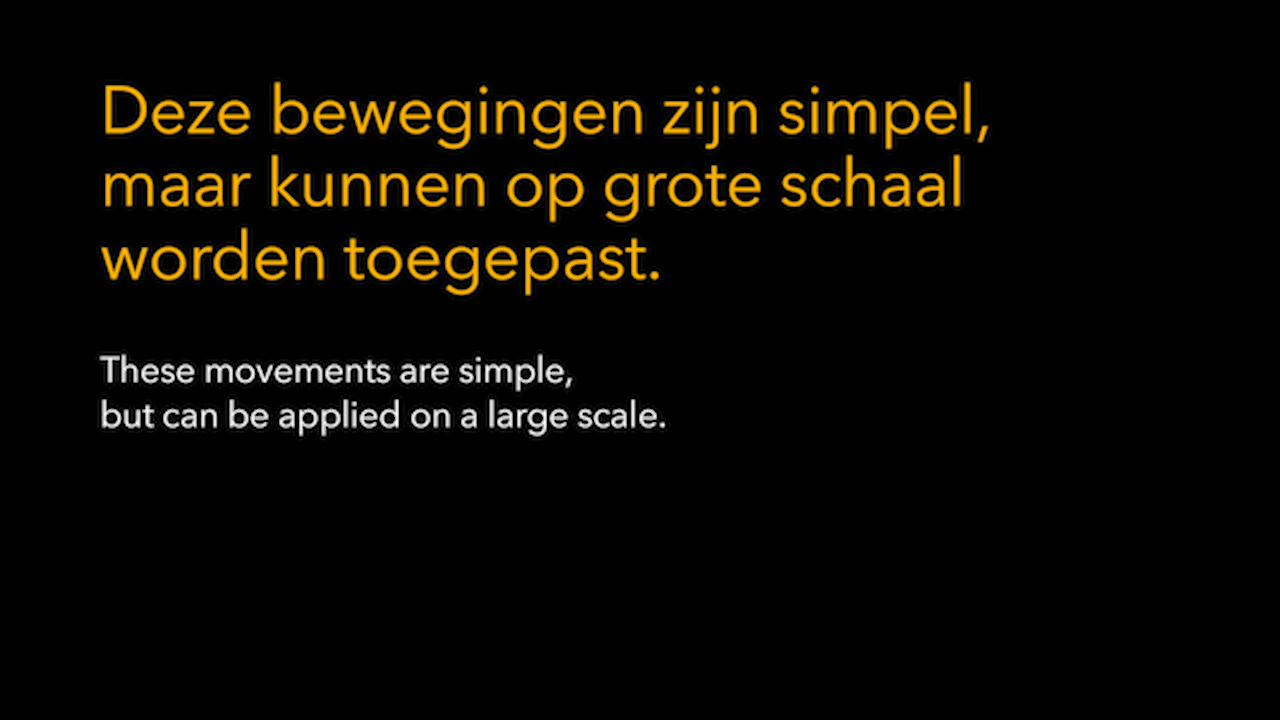 Deze bewegingen zijn simpel,
maar kunnen op grote schaal
worden toegepast.
These movements are simple,
but can be applied on a large scale.